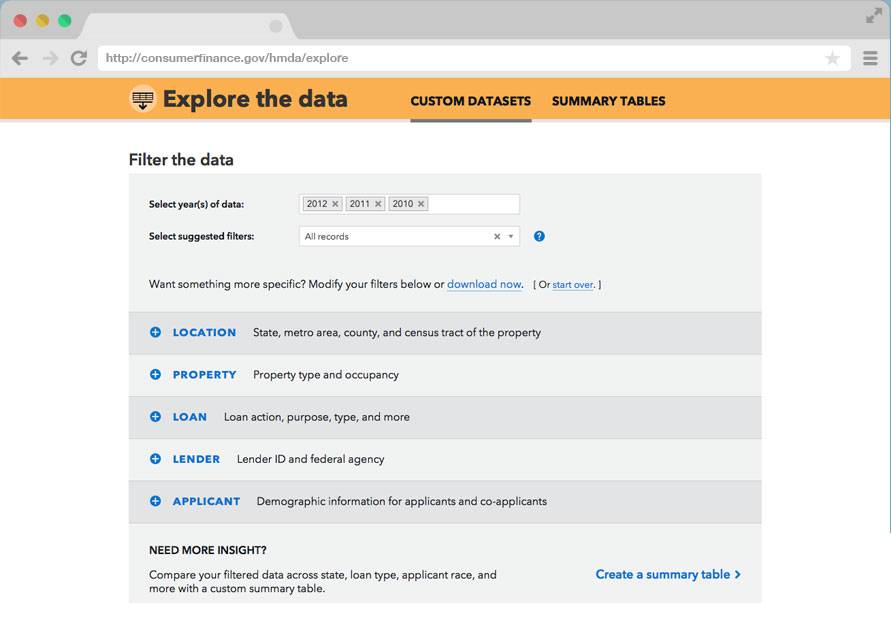 http://consumerfinance.gov/hmda/explore
Explore the data
CUSTOM DATASETS
SUMMARY TABLES
Filter the data
Select year(s) of data: 2012 × 2011 × 2010 ×
Select suggested filters: All records × ?
Want something more specific? Modify your filters below or download now. [ Or start over. ]
LOCATION State, metro area, county, and census tract of the property
PROPERTY Property type and occupancy
LOAN Loan action, purpose, type, and more
LENDER Lender ID and federal agency
APPLICANT Demographic information for applicants and co-applicants
NEED MORE INSIGHT?
Compare your filtered data across state, loan type, applicant race, and
more with a custom summary table.
Create a summary table >